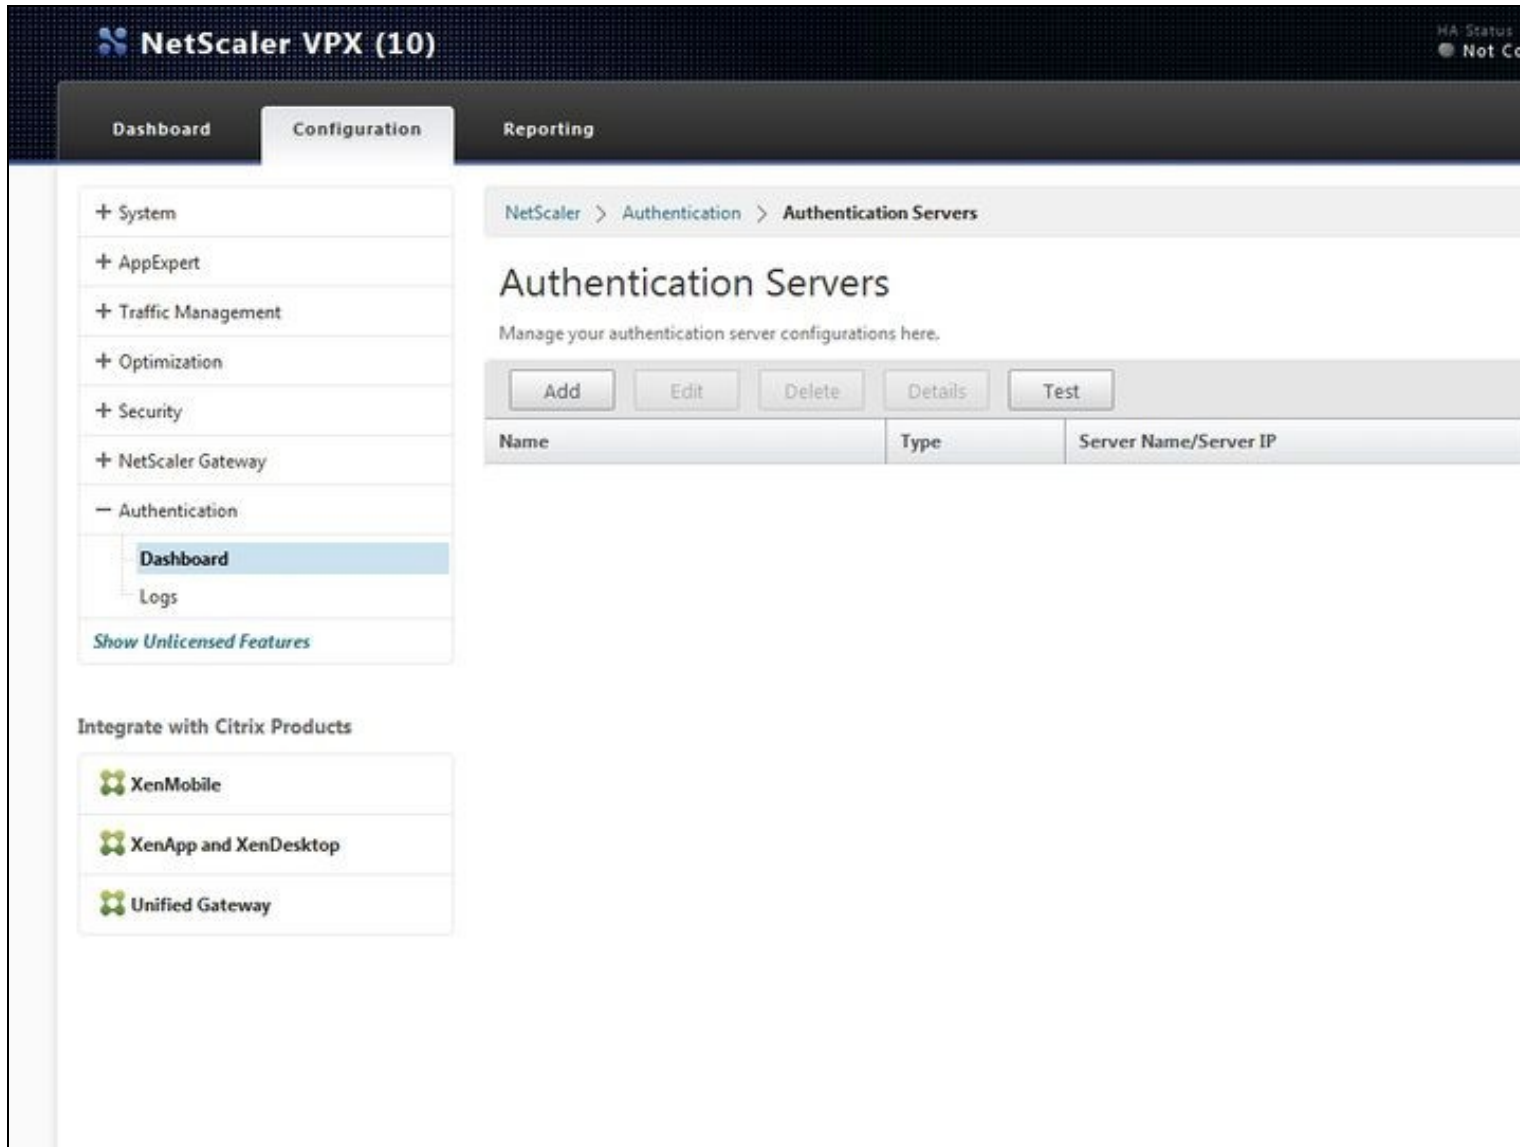 NetScaler VPX (10)
HA Status
Not
Dashboard
Configuration
Reporting
+ System
+ AppExpert
+ Traffic Management
+ Optimization
+ Security
+ NetScaler Gateway
− Authentication
Dashboard
Logs
Show Unlicensed Features
Integrate with Citrix Products
XenMobile
XenApp and XenDesktop
Unified Gateway
NetScaler > Authentication > Authentication Servers
Authentication Servers
Manage your authentication server configurations here.
Add Edit Delete Details Test
Name Type Server Name/Server IP